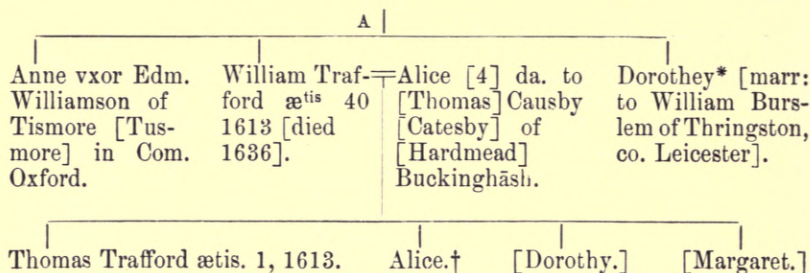 A
Anne vxor Edm.
Williamson of
Tismore [Tus-
more] in Com.
Oxford.
William Traf-
ford ætis 40
1613 [died
1636].
Alice [4] da. to
[Thomas] Causby
[Catesby] of
[Hardmead]
Buckinghāsh.
Dorothey* [marr:
to William Burs-
lem of Thringston,
co. Leicester].
Thomas Trafford ætis. 1, 1613.
Alice.†
[Dorothy.]
[Margaret.]